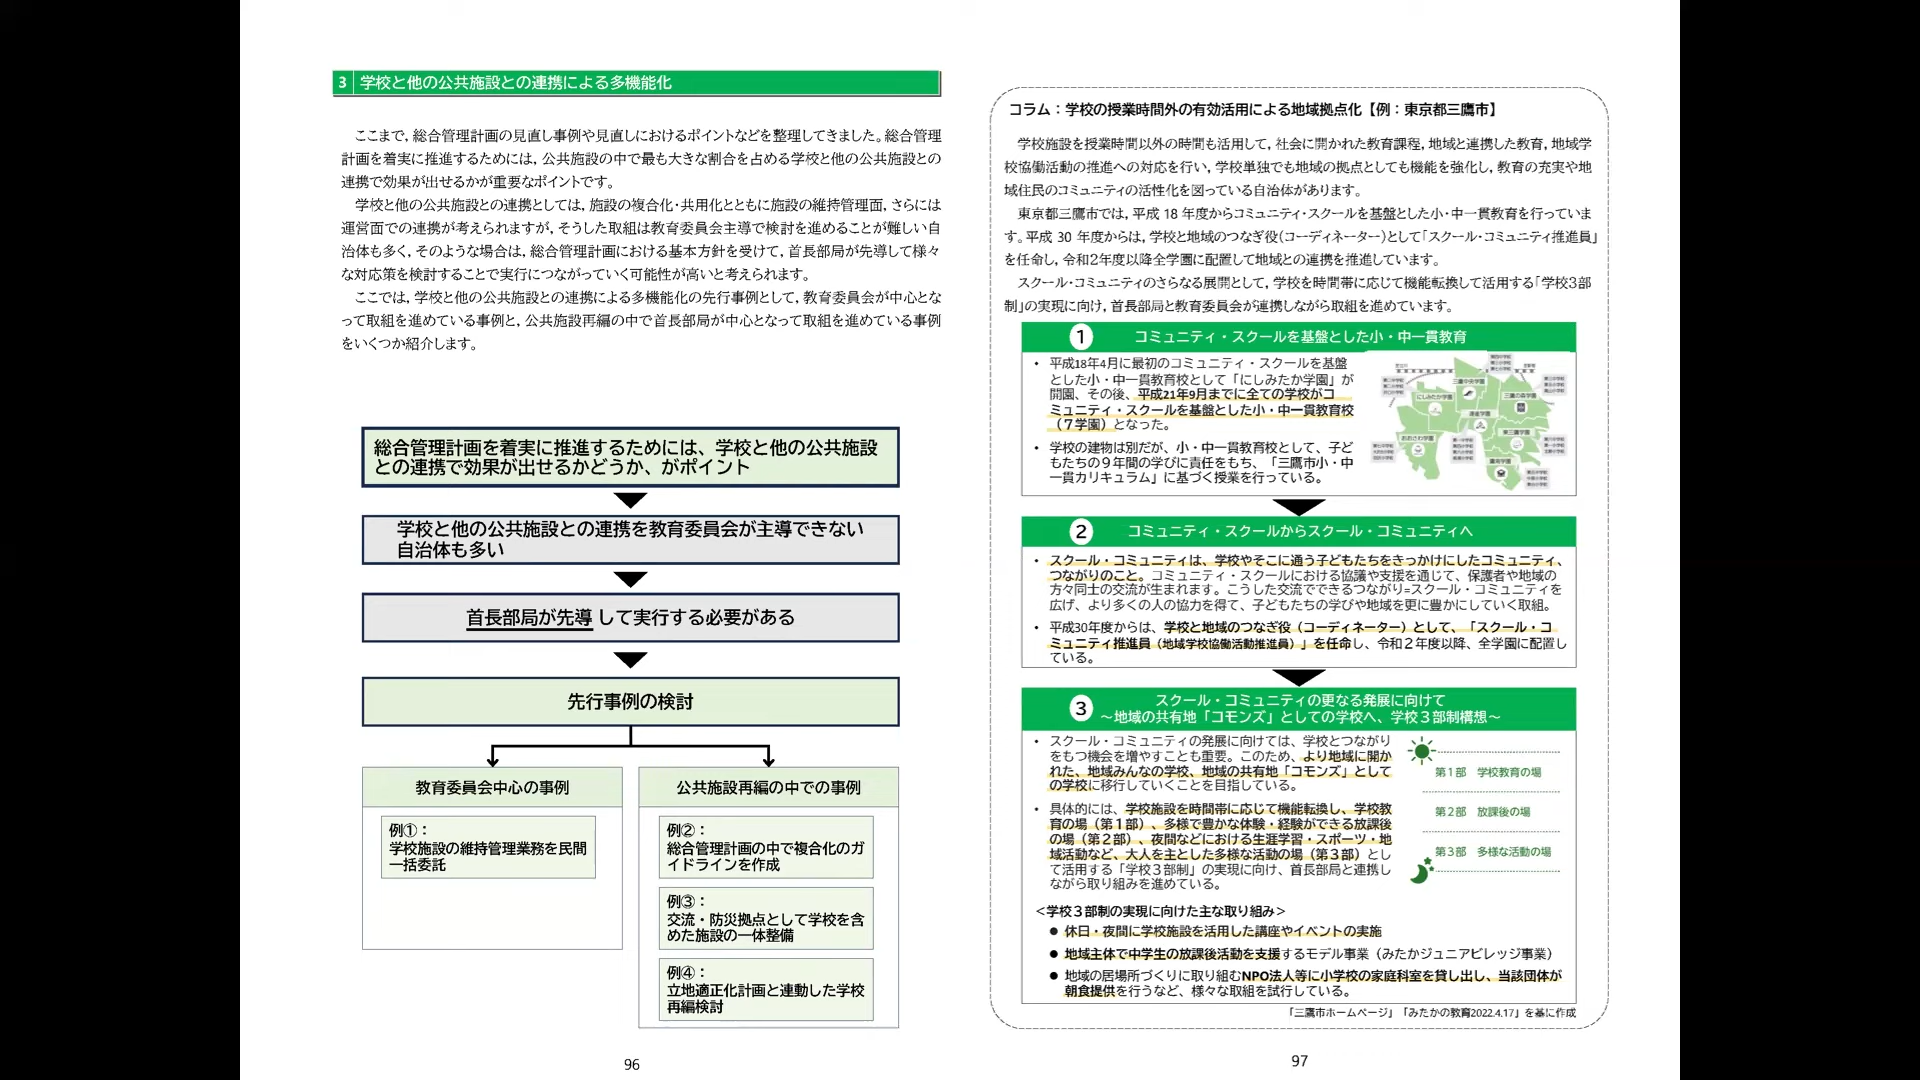 3 学校と他の公共施設との連携による多機能化
ここまで，総合管理計画の見直し事例や見直しにおけるポイントなどを整理してきました。総合管理
計画を着実に推進するためには，公共施設の中で最も大きな割合を占める学校と他の公共施設との
連携で効果が出せるかが重要なポイントです。
学校と他の公共施設との連携としては，施設の複合化・共用化とともに施設の維持管理面，さらには
運営面での連携が考えられますが，そうした取組は教育委員会主導で検討を進めることが難しい自
治体も多く，そのような場合は，総合管理計画における基本方針を受けて，首長部局が先導して様々
な対応策を検討することで実行につながっていく可能性が高いと考えられます。
ここでは，学校と他の公共施設との連携による多機能化の先行事例として，教育委員会が中心とな
って取組を進めている事例と，公共施設再編の中で首長部局が中心となって取組を進めている事例
をいくつか紹介します。
総合管理計画を着実に推進するためには、学校と他の公共施設
との連携で効果が出せるかどうか、がポイント
学校と他の公共施設との連携を教育委員会が主導できない
自治体も多い
首長部局が先導して実行する必要がある
先行事例の検討
教育委員会中心の事例
例①：
学校施設の維持管理業務を民間
一括委託
公共施設再編の中での事例
例②：
総合管理計画の中で複合化のガ
イドラインを作成
例③：
交流・防災拠点として学校を含
めた施設の一体整備
例④：
立地適正化計画と連動した学校
再編検討
96
コラム：学校の授業時間外の有効活用による地域拠点化【例：東京都三鷹市】
学校施設を授業時間以外の時間も活用して，社会に開かれた教育課程，地域と連携した教育，地域学
校協働活動の推進への対応を行い，学校単独でも地域の拠点としても機能を強化し，教育の充実や地
域住民のコミュニティの活性化を図っている自治体があります。
東京都三鷹市では，平成 18 年度からコミュニティ・スクールを基盤とした小・中一貫教育を行っていま
す。平成 30 年度からは，学校と地域のつなぎ役（コーディネーター）として「スクール・コミュニティ推進員」
を任命し，令和２年度以降全学園に配置して地域との連携を推進しています。
スクール・コミュニティのさらなる展開として，学校を時間帯に応じて機能転換して活用する「学校３部
制」の実現に向け，首長部局と教育委員会が連携しながら取組を進めています。
1 コミュニティ・スクールを基盤とした小・中一貫教育
・ 平成18年4月に最初のコミュニティ・スクールを基盤
とした小・中一貫教育校として「にしみたか学園」が
開園、その後、平成21年9月までに全ての学校がコ
ミュニティ・スクールを基盤とした小・中一貫教育校
（７学園）となった。
・ 学校の建物は別だが、小・中一貫教育校として、子ど
もたちの９年間の学びに責任をもち、「三鷹市小・中
一貫カリキュラム」に基づく授業を行っている。
三鷹中央学園
にしみたか学園
三鷹の森学園
連雀学園
おおさわ学園
東三鷹学園
鷹南学園
2 コミュニティ・スクールからスクール・コミュニティへ
・ スクール・コミュニティは、学校やそこに通う子どもたちをきっかけにしたコミュニティ、
つながりのこと。コミュニティ・スクールにおける協議や支援を通じて、保護者や地域の
方々同士の交流が生まれます。こうした交流でできるつながり=スクール・コミュニティを
広げ、より多くの人の協力を得て、子どもたちの学びや地域を更に豊かにしていく取組。
・ 平成30年度からは、学校と地域のつなぎ役（コーディネーター）として、「スクール・コ
ミュニティ推進員（地域学校協働活動推進員）」を任命し、令和２年度以降、全学園に配置し
ている。
3 スクール・コミュニティの更なる発展に向けて
～地域の共有地「コモンズ」としての学校へ、学校３部制構想～
・ スクール・コミュニティの発展に向けては、学校とつながり
をもつ機会を増やすことも重要。このため、より地域に開か
れた、地域みんなの学校、地域の共有地「コモンズ」として
の学校に移行していくことを目指している。
・ 具体的には、学校施設を時間帯に応じて機能転換し、学校教
育の場（第１部）、多様で豊かな体験・経験ができる放課後
の場（第２部）、夜間などにおける生涯学習・スポーツ・地
域活動など、大人を主とした多様な活動の場（第３部）とし
て活用する「学校３部制」の実現に向け、首長部局と連携し
ながら取り組みを進めている。
第１部 学校教育の場
第２部 放課後の場
第３部 多様な活動の場
＜学校３部制の実現に向けた主な取り組み＞
● 休日・夜間に学校施設を活用した講座やイベントの実施
● 地域主体で中学生の放課後活動を支援するモデル事業（みたかジュニアビレッジ事業）
● 地域の居場所づくりに取り組むNPO法人等に小学校の家庭科室を貸し出し、当該団体が
朝食提供を行うなど、様々な取組を試行している。
「三鷹市ホームページ」「みたかの教育2022.4.17」を基に作成
97